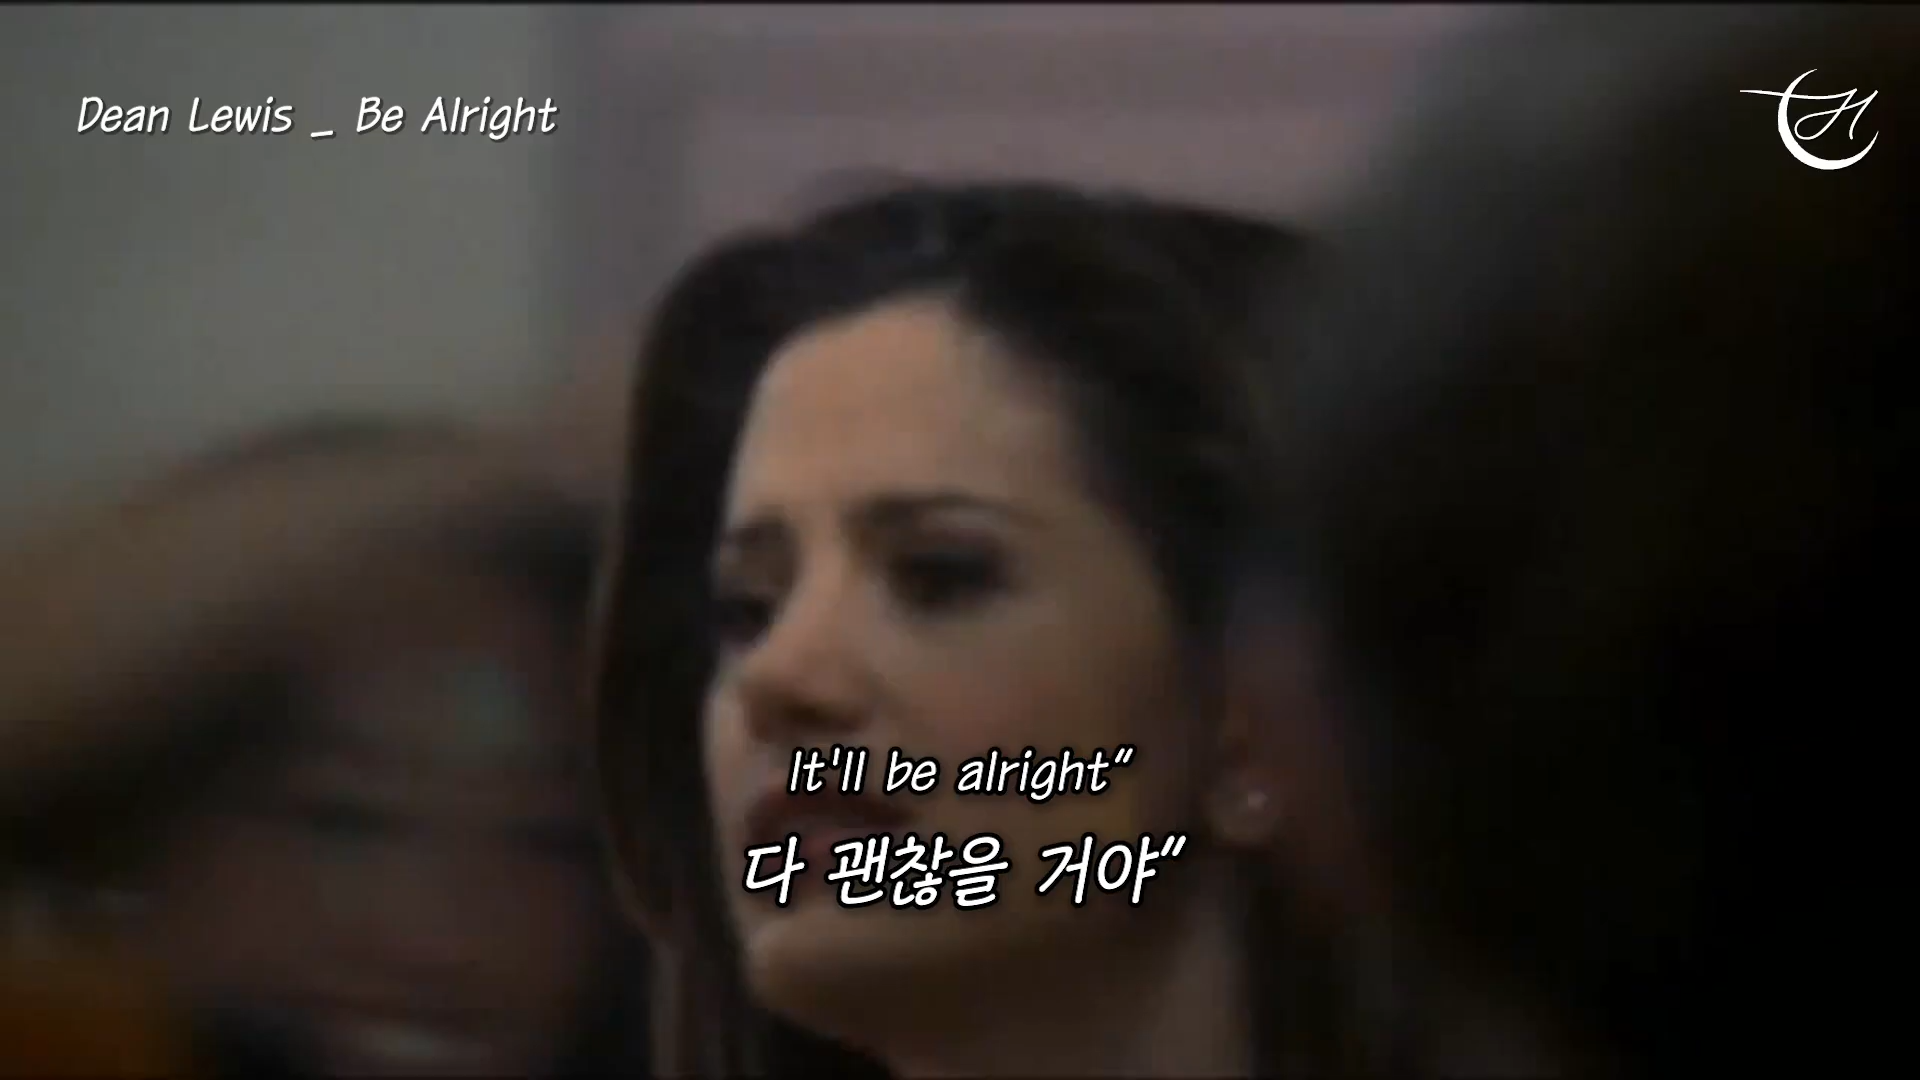 Dean Lewis _ Be Alright
It'll be alright”
다 괜찮을 거야”